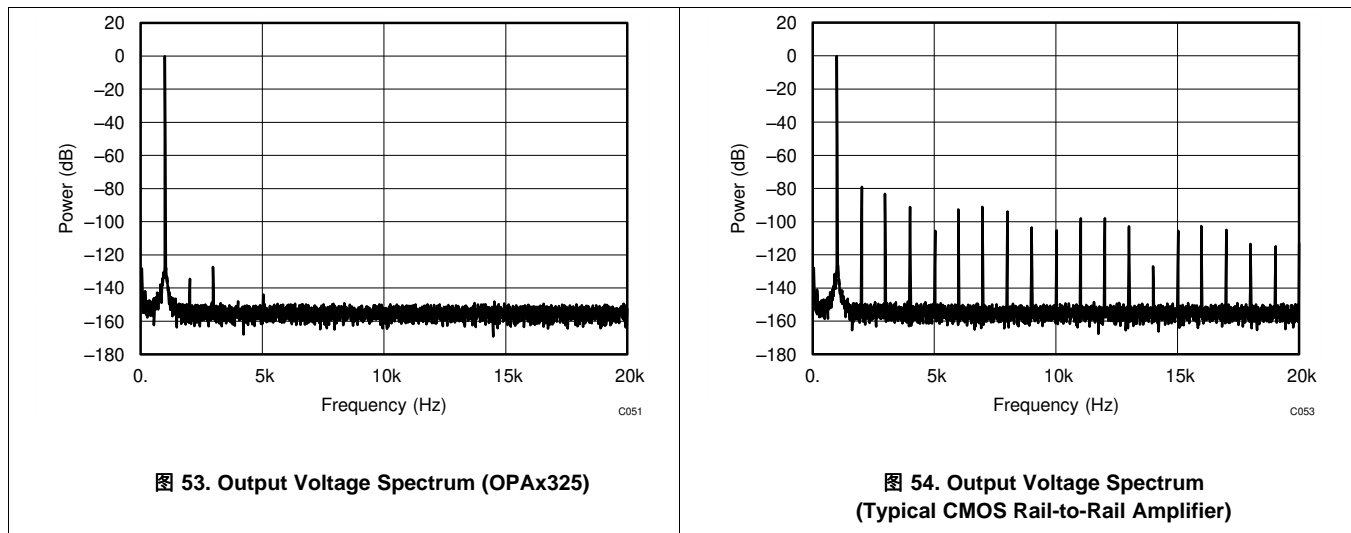 20
0
–20
–40
–60
–80
–100
–120
–140
–160
–180
Power (dB)
0.
5k
10k
15k
20k
Frequency (Hz)
C051
图 53. Output Voltage Spectrum (OPAx325)
20
0
–20
–40
–60
–80
–100
–120
–140
–160
–180
Power (dB)
0.
5k
10k
15k
20k
Frequency (Hz)
C053
图 54. Output Voltage Spectrum
(Typical CMOS Rail-to-Rail Amplifier)